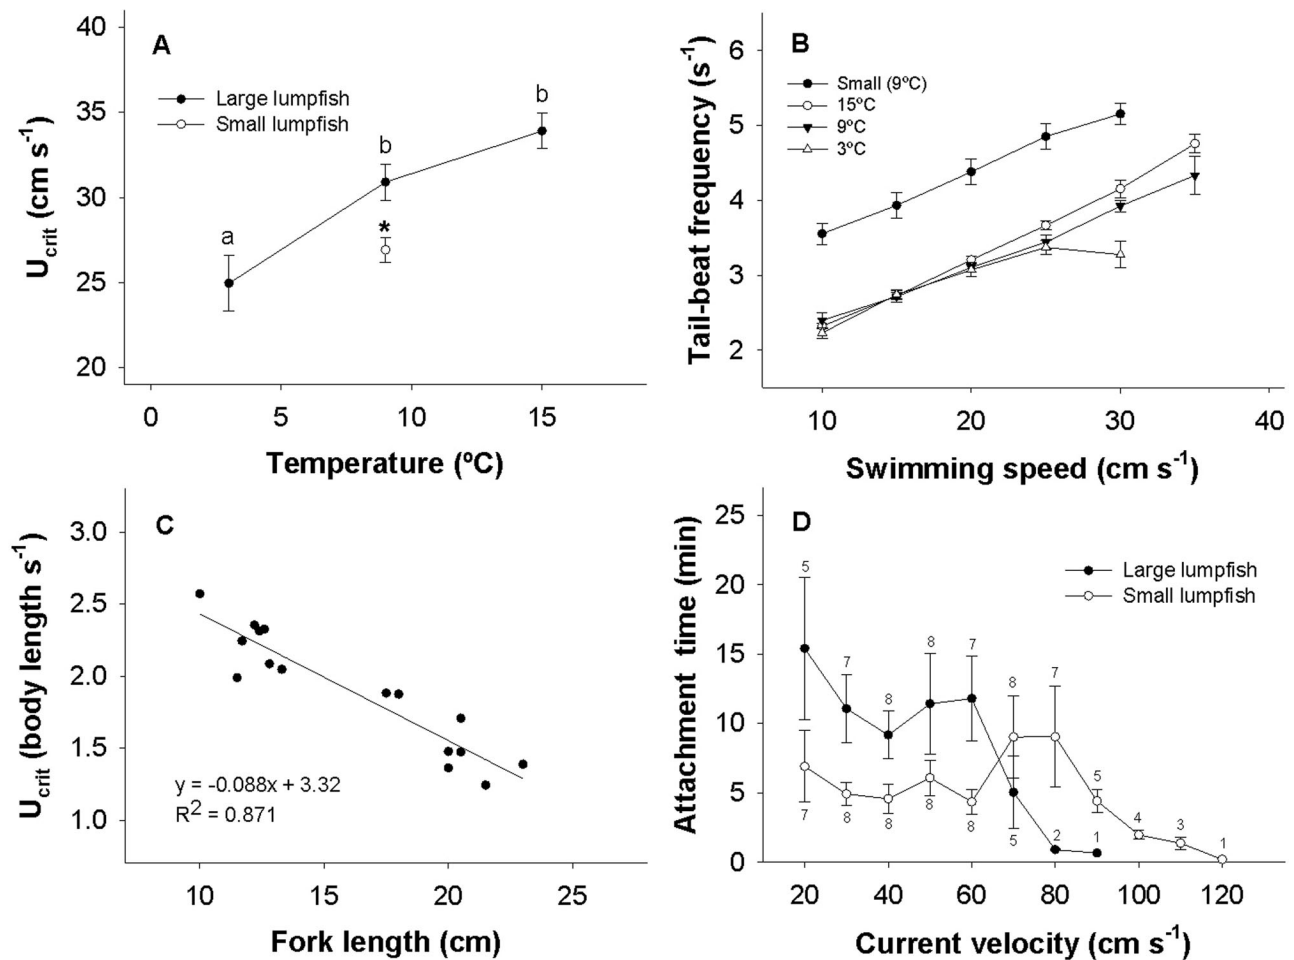 A
Large lumpfish
Small lumpfish
a
b
b
*
40
35
30
25
20
0
5
10
15
U_crit (cm s⁻¹)
Temperature (ºC)
B
Small (9ºC)
15ºC
9ºC
3ºC
6
5
4
3
2
10
20
30
40
Tail-beat frequency (s⁻¹)
Swimming speed (cm s⁻¹)
C
3.0
2.5
2.0
1.5
1.0
10
15
20
25
y = -0.088x + 3.32
R² = 0.871
U_crit (body length s⁻¹)
Fork length (cm)
D
Large lumpfish
Small lumpfish
25
20
15
10
5
0
20
40
60
80
100
120
5
7
8
8
7
5
2
1
7
8
8
8
8
8
7
5
4
3
1
Attachment time (min)
Current velocity (cm s⁻¹)